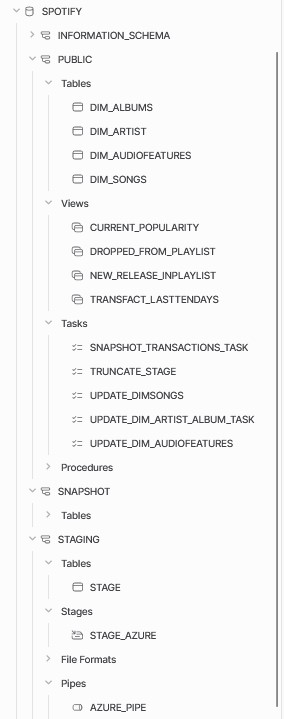 SPOTIFY
INFORMATION_SCHEMA
PUBLIC
Tables
DIM_ALBUMS
DIM_ARTIST
DIM_AUDIOFEATURES
DIM_SONGS
Views
CURRENT_POPULARITY
DROPPED_FROM_PLAYLIST
NEW_RELEASE_INPLAYLIST
TRANSFACT_LASTTENDAYS
Tasks
SNAPSHOT_TRANSACTIONS_TASK
TRUNCATE_STAGE
UPDATE_DIMSONGS
UPDATE_DIM_ARTIST_ALBUM_TASK
UPDATE_DIM_AUDIOFEATURES
Procedures
SNAPSHOT
Tables
STAGING
Tables
STAGE
Stages
STAGE_AZURE
File Formats
Pipes
AZURE_PIPE